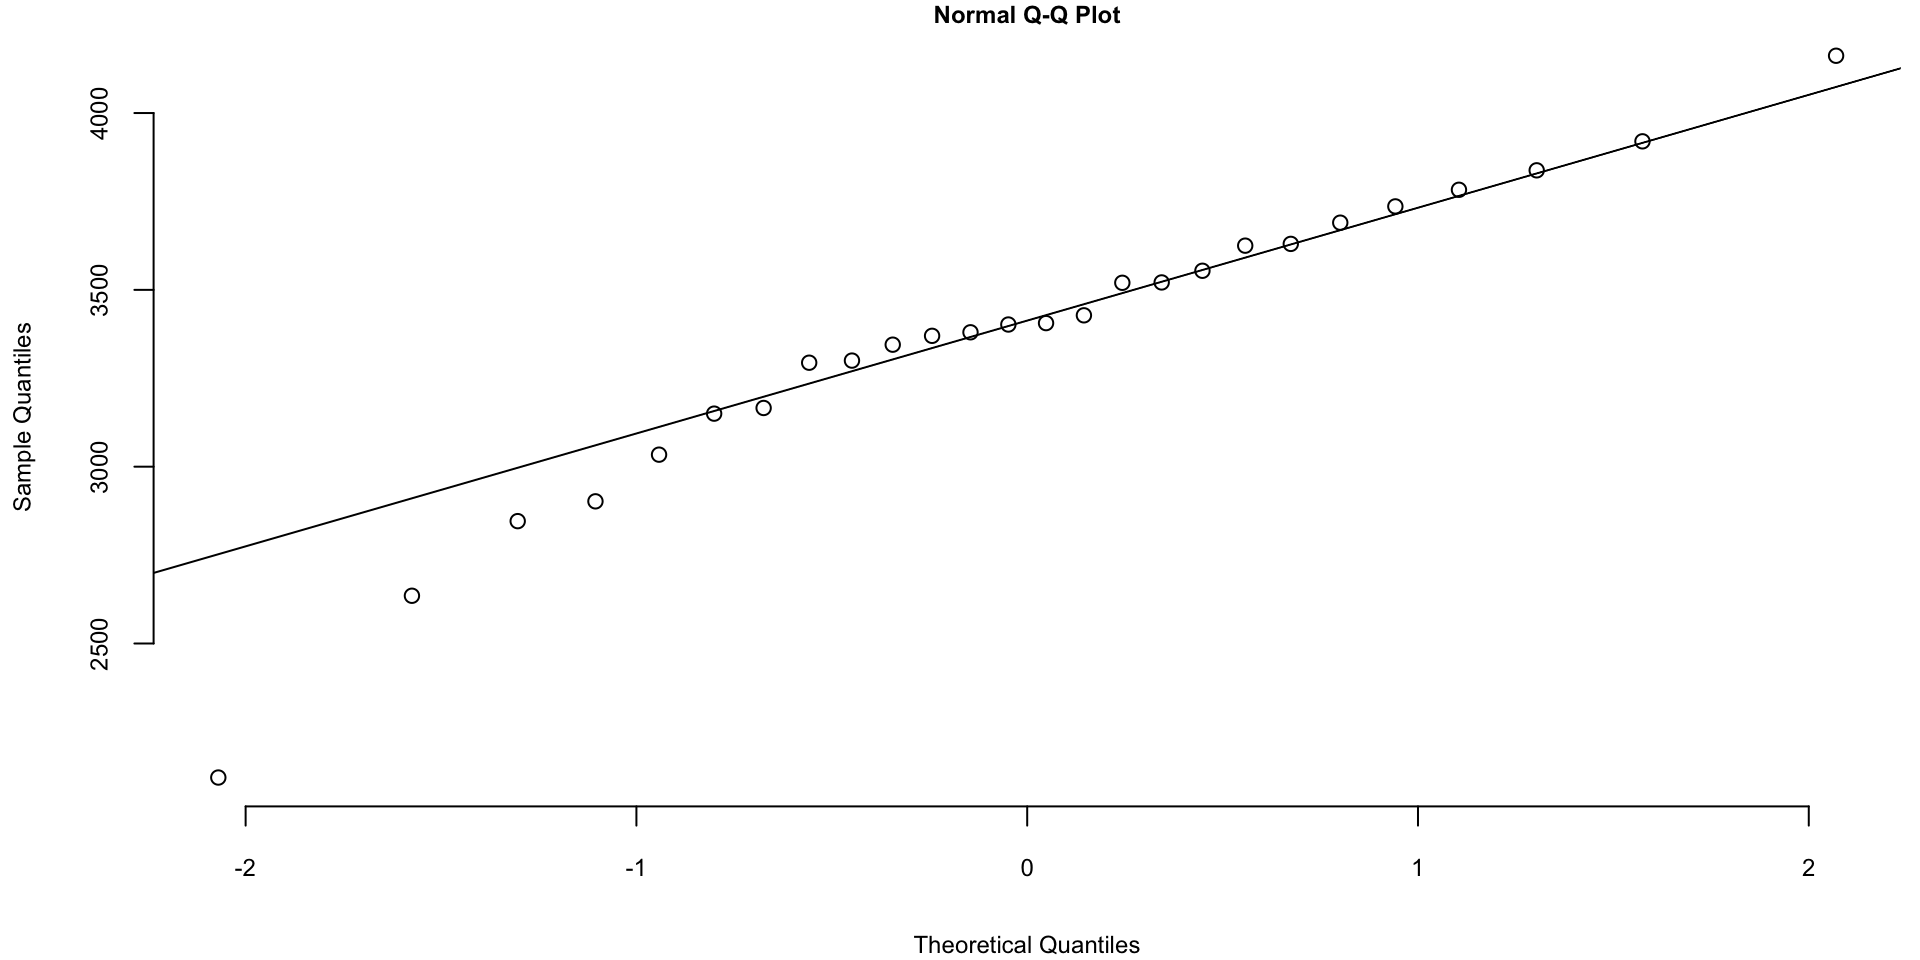 Normal Q-Q Plot
4000
3500
3000
2500
Sample Quantiles
-2 -1 0 1 2
Theoretical Quantiles